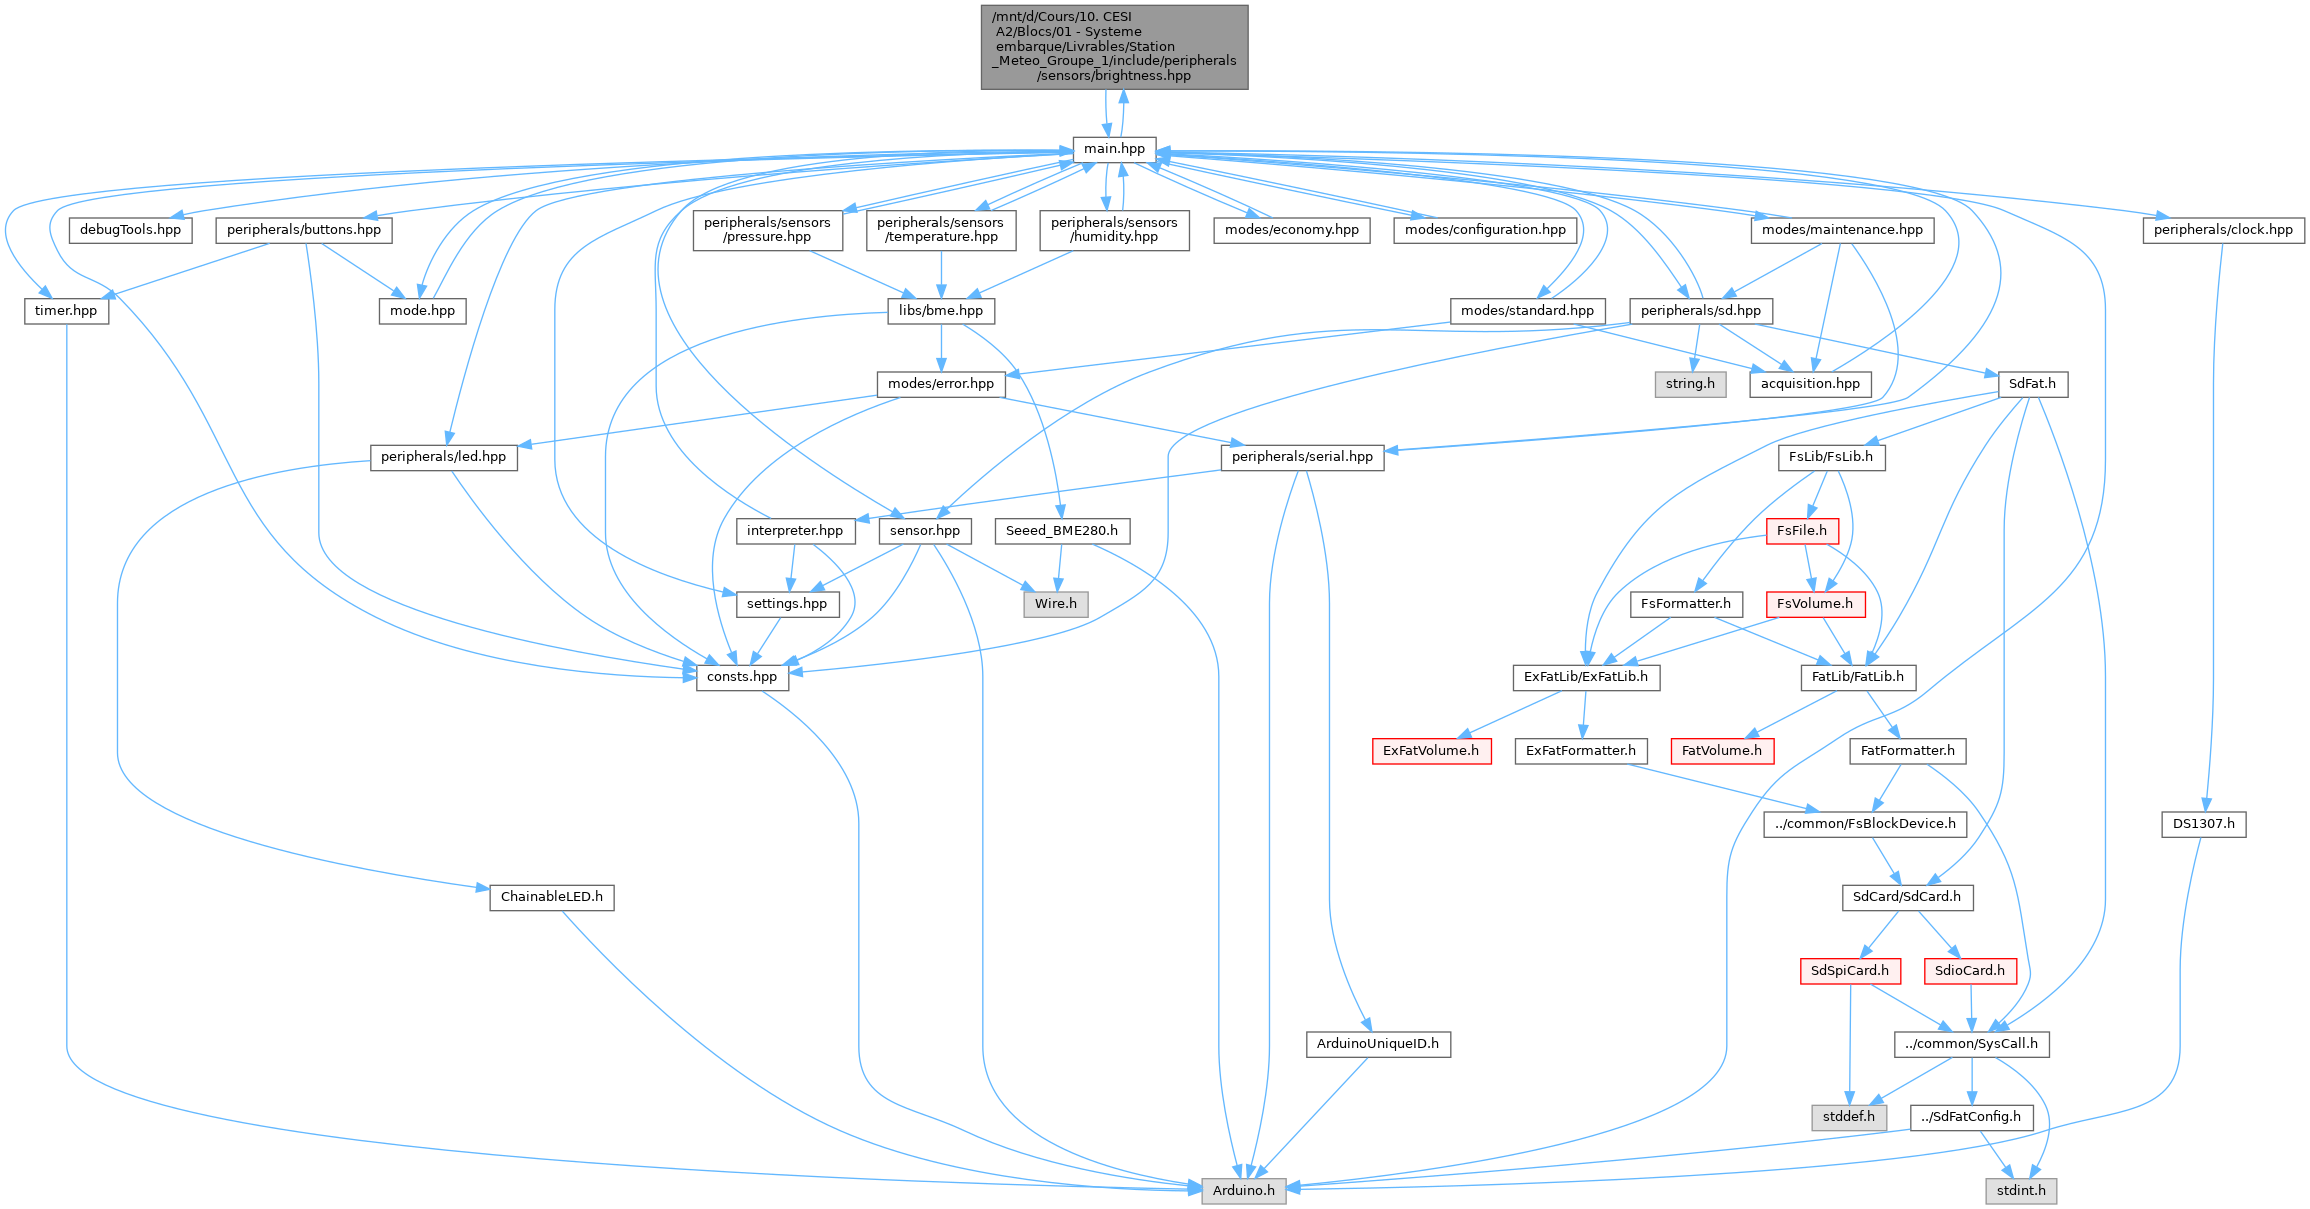 /mnt/d/Cours/10. CESI
A2/Blocs/01 - Systeme
embarque/Livrables/Station
_Meteo_Groupe_1/include/peripherals
/sensors/brightness.hpp
main.hpp
debugTools.hpp
peripherals/buttons.hpp
peripherals/sensors
/pressure.hpp
peripherals/sensors
/temperature.hpp
peripherals/sensors
/humidity.hpp
modes/economy.hpp
modes/configuration.hpp
modes/maintenance.hpp
peripherals/clock.hpp
timer.hpp
mode.hpp
libs/bme.hpp
modes/standard.hpp
peripherals/sd.hpp
modes/error.hpp
string.h
acquisition.hpp
SdFat.h
peripherals/led.hpp
peripherals/serial.hpp
FsLib/FsLib.h
interpreter.hpp
sensor.hpp
Seeed_BME280.h
FsFile.h
settings.hpp
Wire.h
FsFormatter.h
FsVolume.h
consts.hpp
ExFatLib/ExFatLib.h
FatLib/FatLib.h
ExFatVolume.h
ExFatFormatter.h
FatVolume.h
FatFormatter.h
../common/FsBlockDevice.h
DS1307.h
ChainableLED.h
SdCard/SdCard.h
SdSpiCard.h
SdioCard.h
ArduinoUniqueID.h
../common/SysCall.h
stddef.h
../SdFatConfig.h
Arduino.h
stdint.h